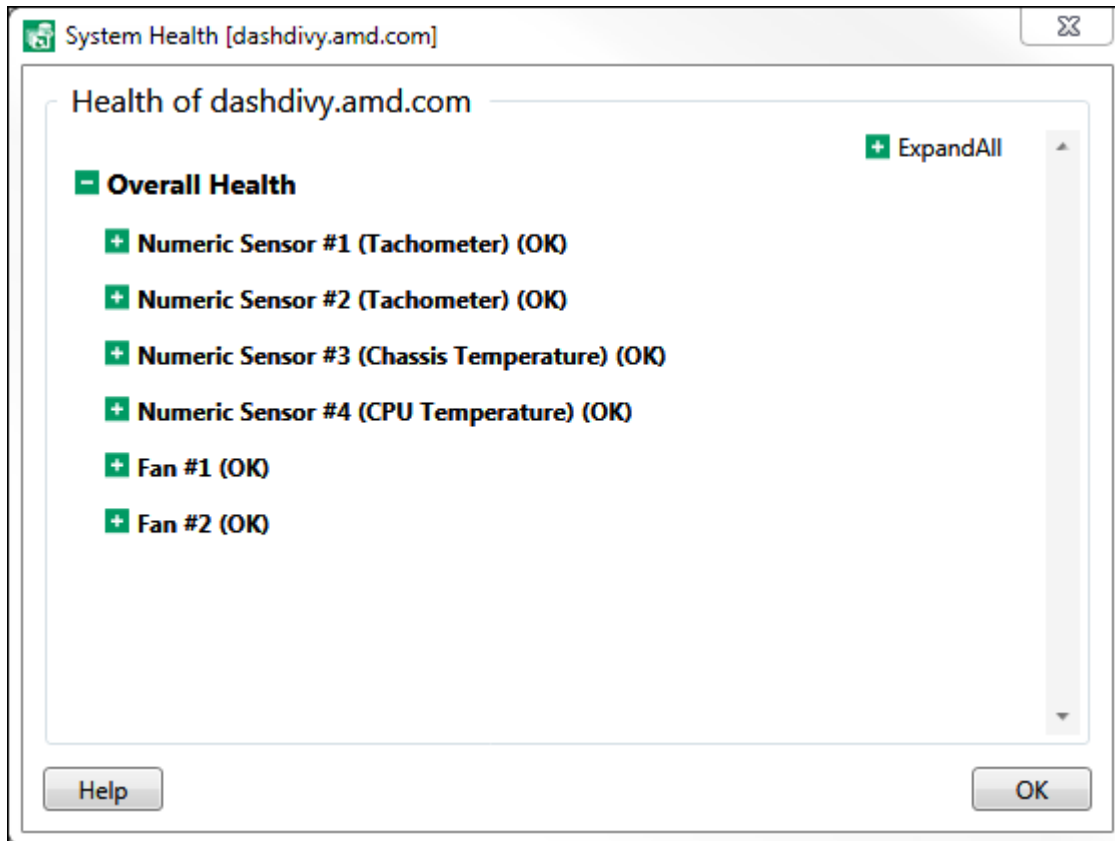 System Health [dashdivy.amd.com]
Health of dashdivy.amd.com
ExpandAll
Overall Health
Numeric Sensor #1 (Tachometer) (OK)
Numeric Sensor #2 (Tachometer) (OK)
Numeric Sensor #3 (Chassis Temperature) (OK)
Numeric Sensor #4 (CPU Temperature) (OK)
Fan #1 (OK)
Fan #2 (OK)
Help
OK